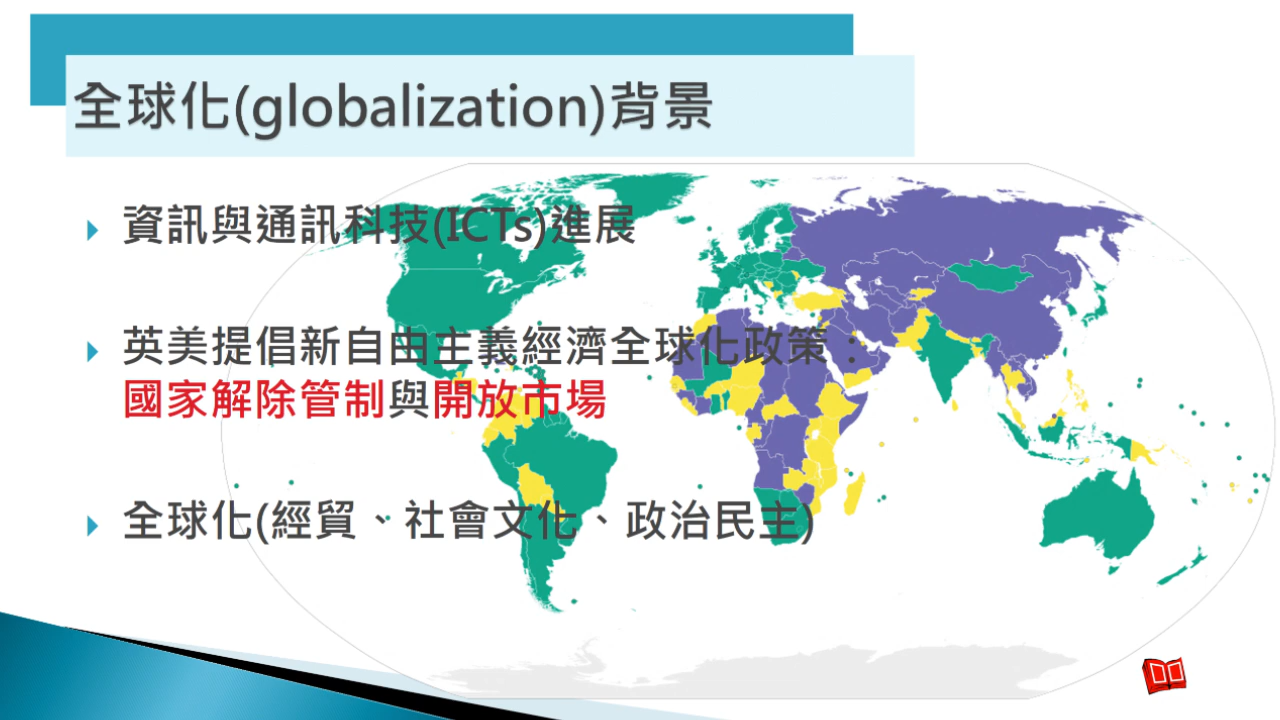 全球化(globalization)背景
資訊與通訊科技(ICTs)進展
英美提倡新自由主義經濟全球化政策：
國家解除管制與開放市場
全球化(經貿、社會文化、政治民主)